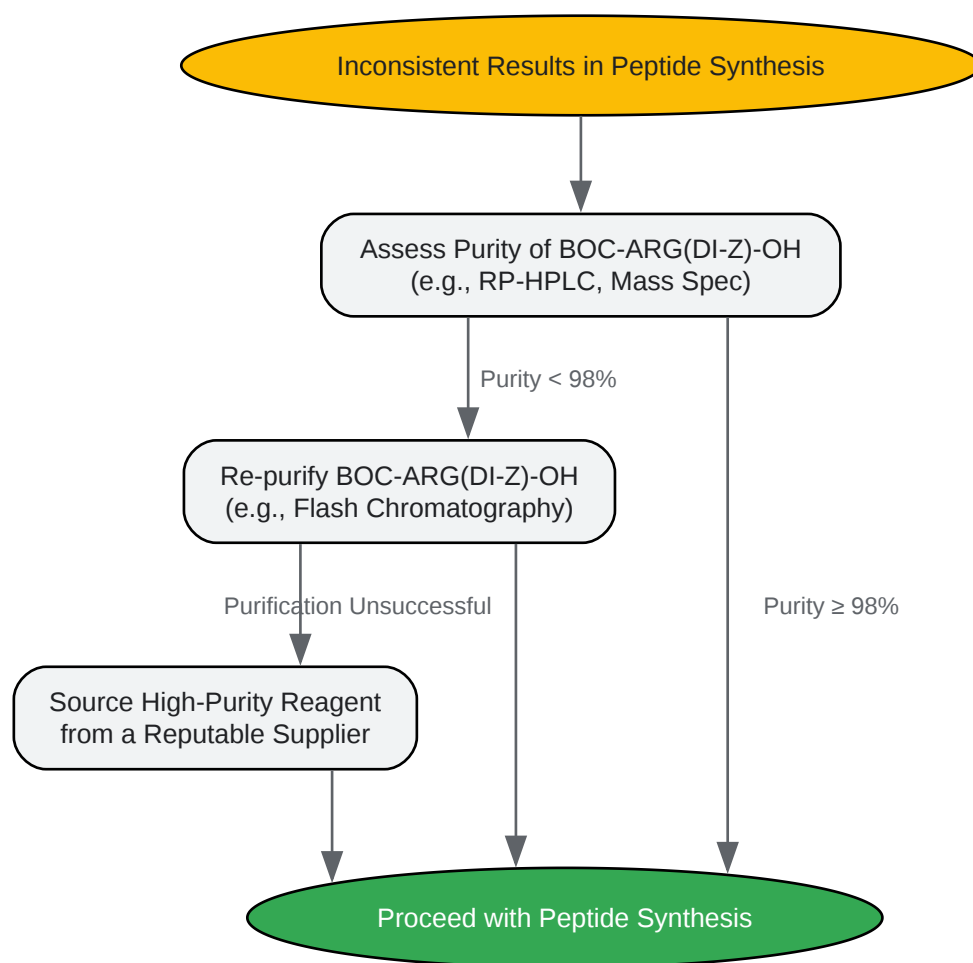 Inconsistent Results in Peptide Synthesis
Assess Purity of BOC-ARG(DI-Z)-OH
(e.g., RP-HPLC, Mass Spec)
Purity < 98%
Re-purify BOC-ARG(DI-Z)-OH
(e.g., Flash Chromatography)
Purification Unsuccessful
Purity ≥ 98%
Source High-Purity Reagent
from a Reputable Supplier
Proceed with Peptide Synthesis